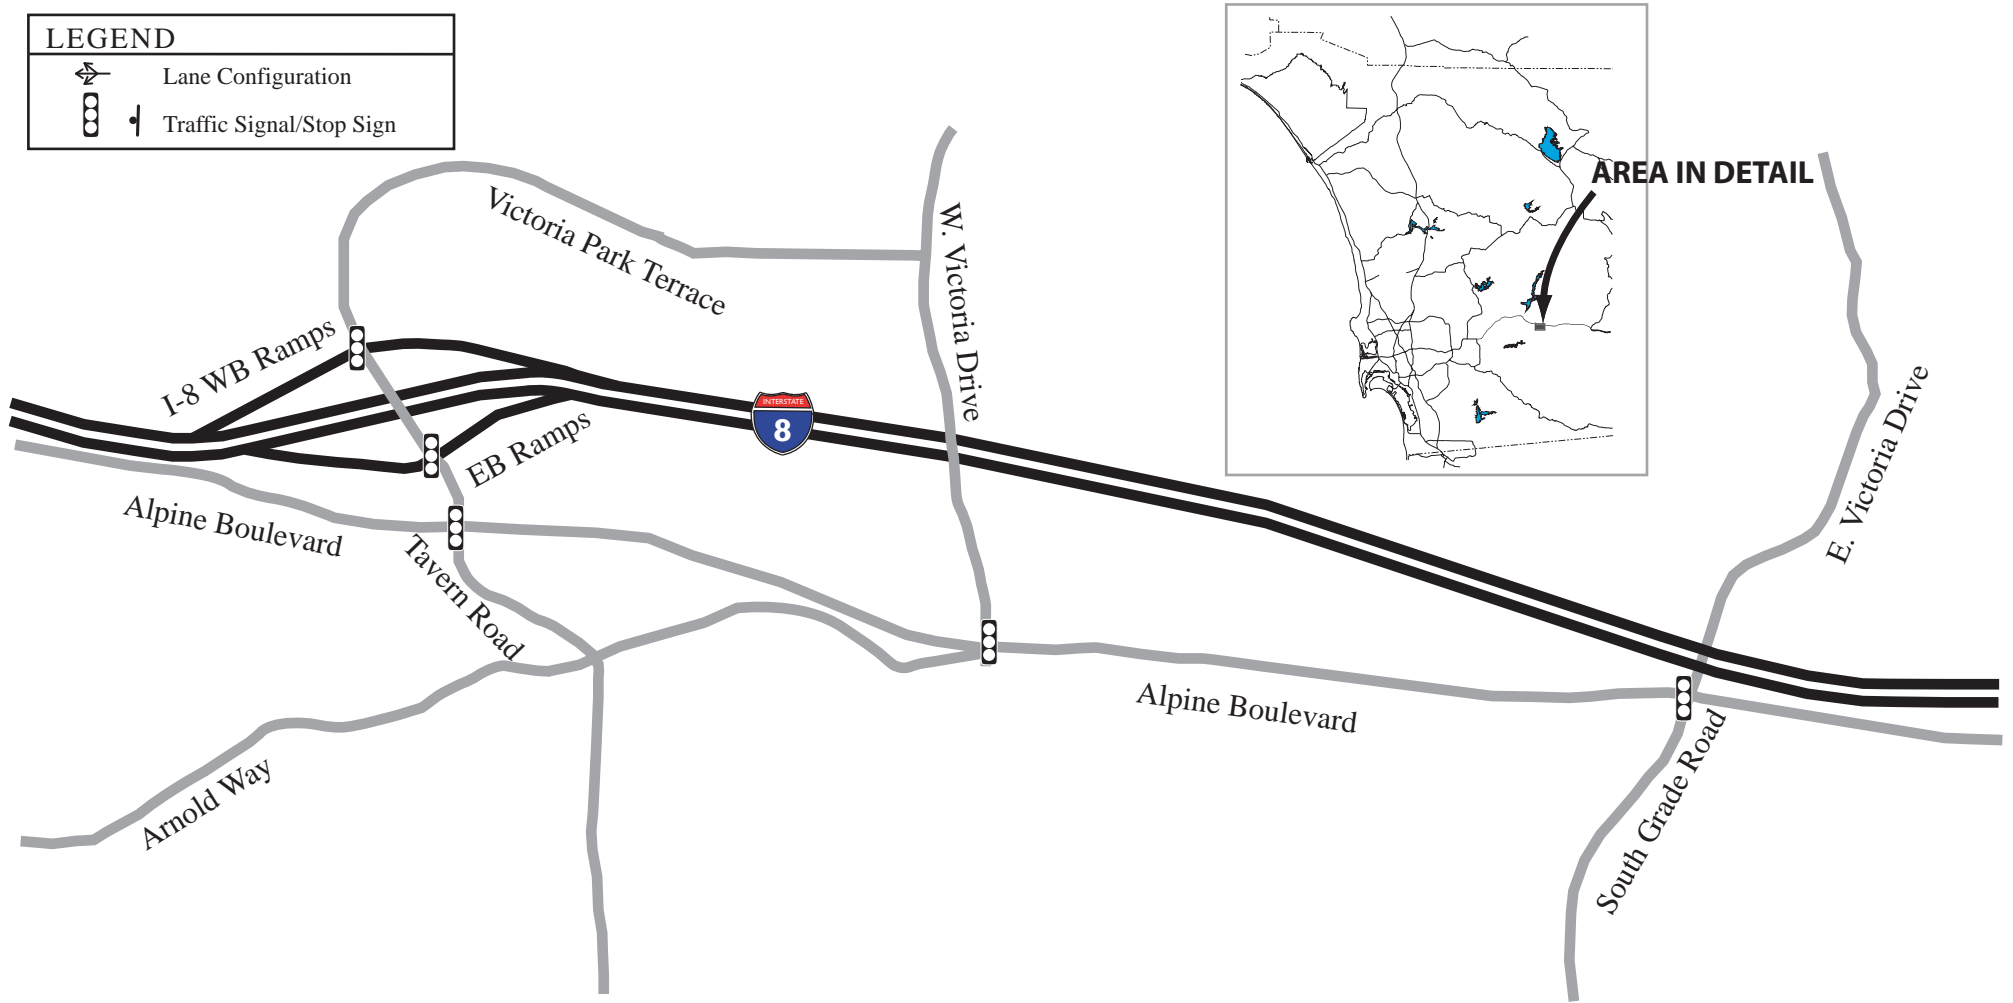 LEGEND
Lane Configuration
Traffic Signal/Stop Sign
AREA IN DETAIL
Victoria Park Terrace
W. Victoria Drive
I-8 WB Ramps
EB Ramps
INTERSTATE
8
E. Victoria Drive
Alpine Boulevard
Tavern Road
Alpine Boulevard
Arnold Way
South Grade Road